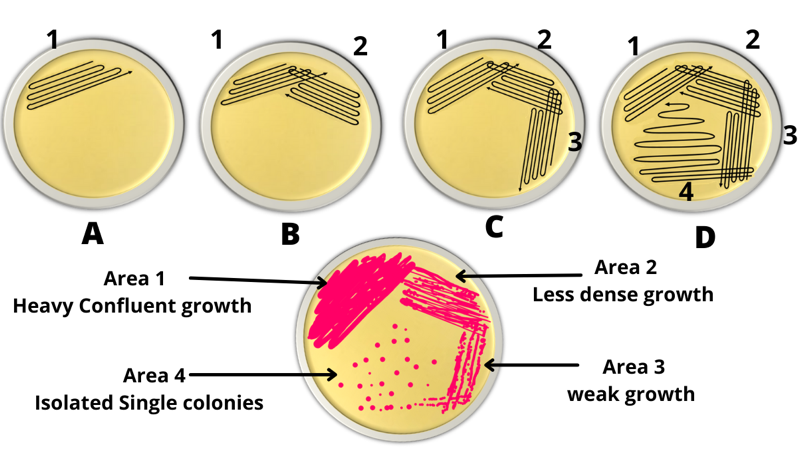 1
1
2
1
2
3
1
2
3
4
A
B
C
D
Area 1
Heavy Confluent growth
Area 2
Less dense growth
Area 4
Isolated Single colonies
Area 3
weak growth